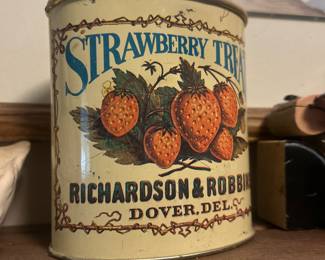 STRAWBERRY TREA
RICHARDSON & ROBBIN
DOVER, DEL.